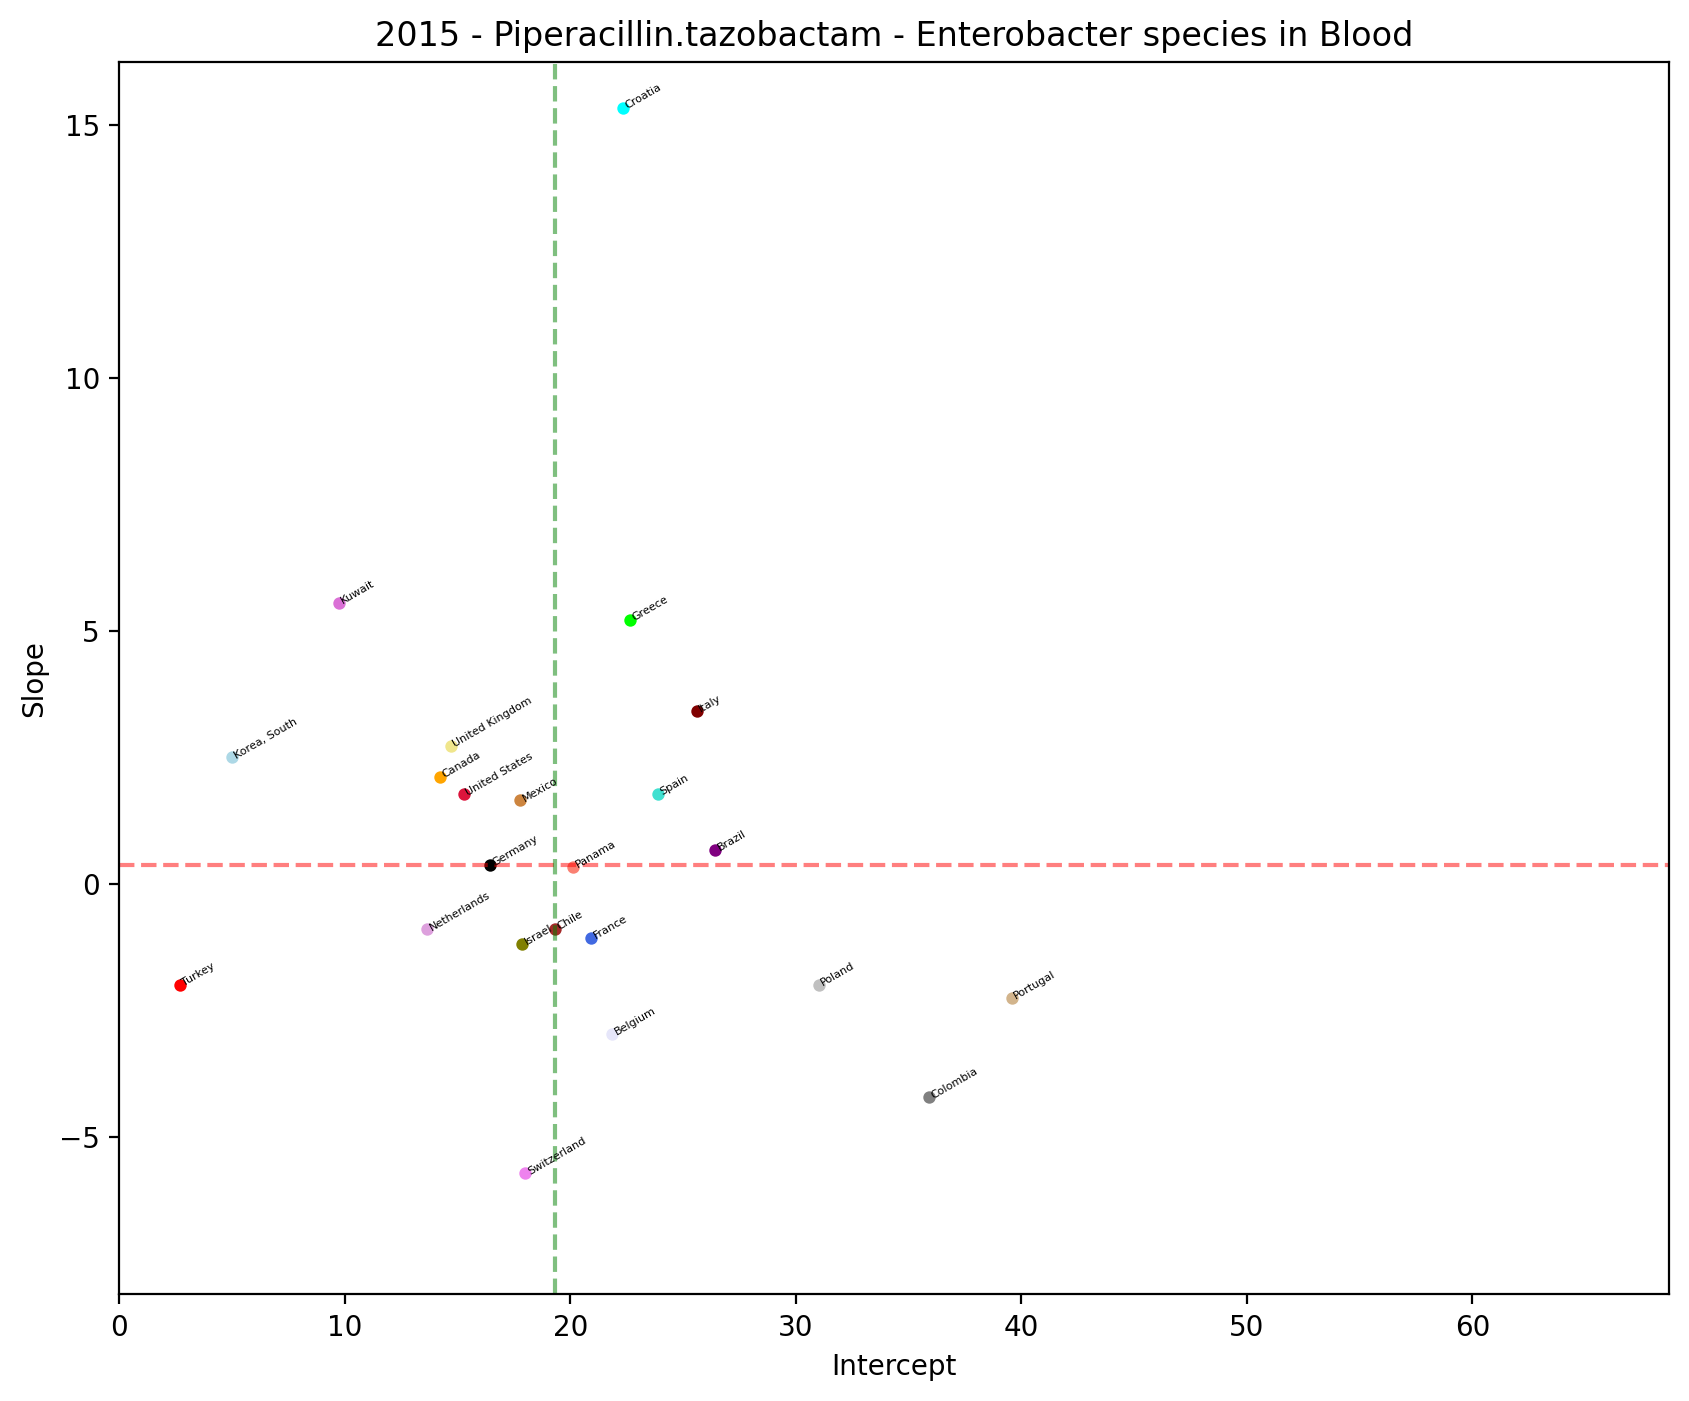 2015 - Piperacillin.tazobactam - Enterobacter species in Blood
Slope
15
10
5
0
−5
Croatia
Kuwait
Greece
Italy
United Kingdom
Korea, South
Canada
United States
Mexico
Spain
Germany
Panama
Brazil
Netherlands
Israel
Chile
France
Turkey
Poland
Portugal
Belgium
Colombia
Switzerland
0
10
20
30
40
50
60
Intercept